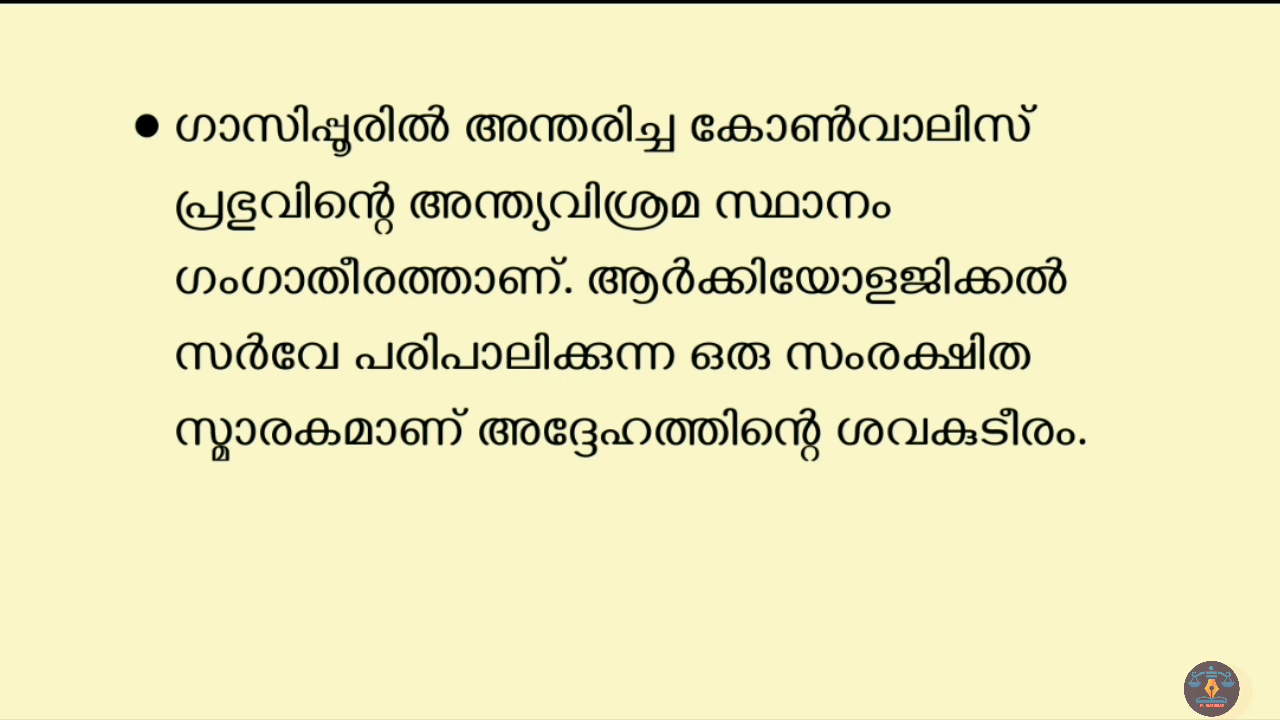 ● ഗാസിപ്പൂരിൽ അന്തരിച്ച കോൺവാലിസ്
പ്രഭുവിന്റെ അന്ത്യവിശ്രമ സ്ഥാനം
ഗംഗാതീരത്താണ്. ആർക്കിയോളജിക്കൽ
സർവേ പരിപാലിക്കുന്ന ഒരു സംരക്ഷിത
സ്മാരകമാണ് അദ്ദേഹത്തിന്റെ ശവകുടീരം.